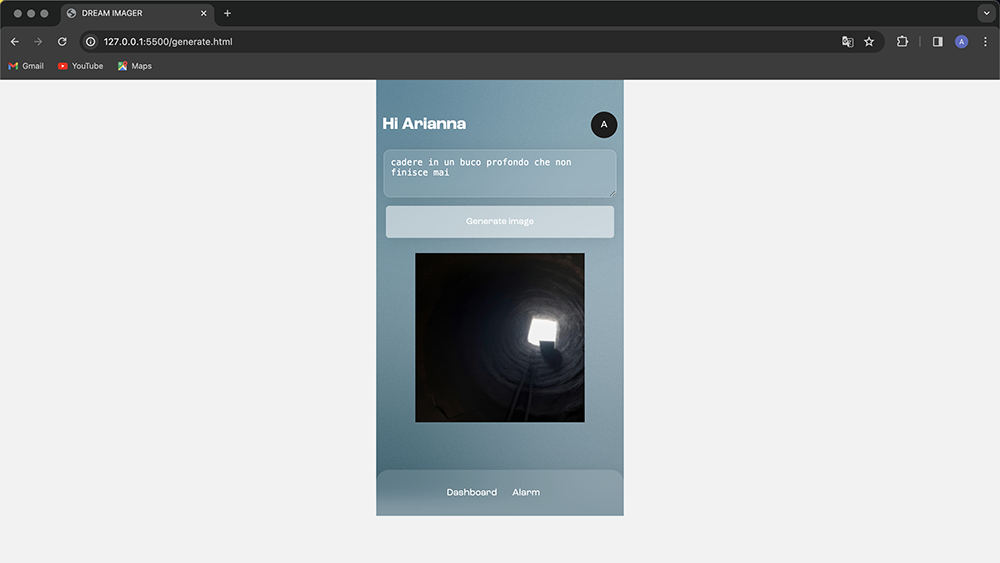 DREAM IMAGER
127.0.0.1:5500/generate.html
A
Gmail
YouTube
Maps
Hi Arianna
A
cadere in un buco profondo che non
finisce mai
Generate image
Dashboard
Alarm